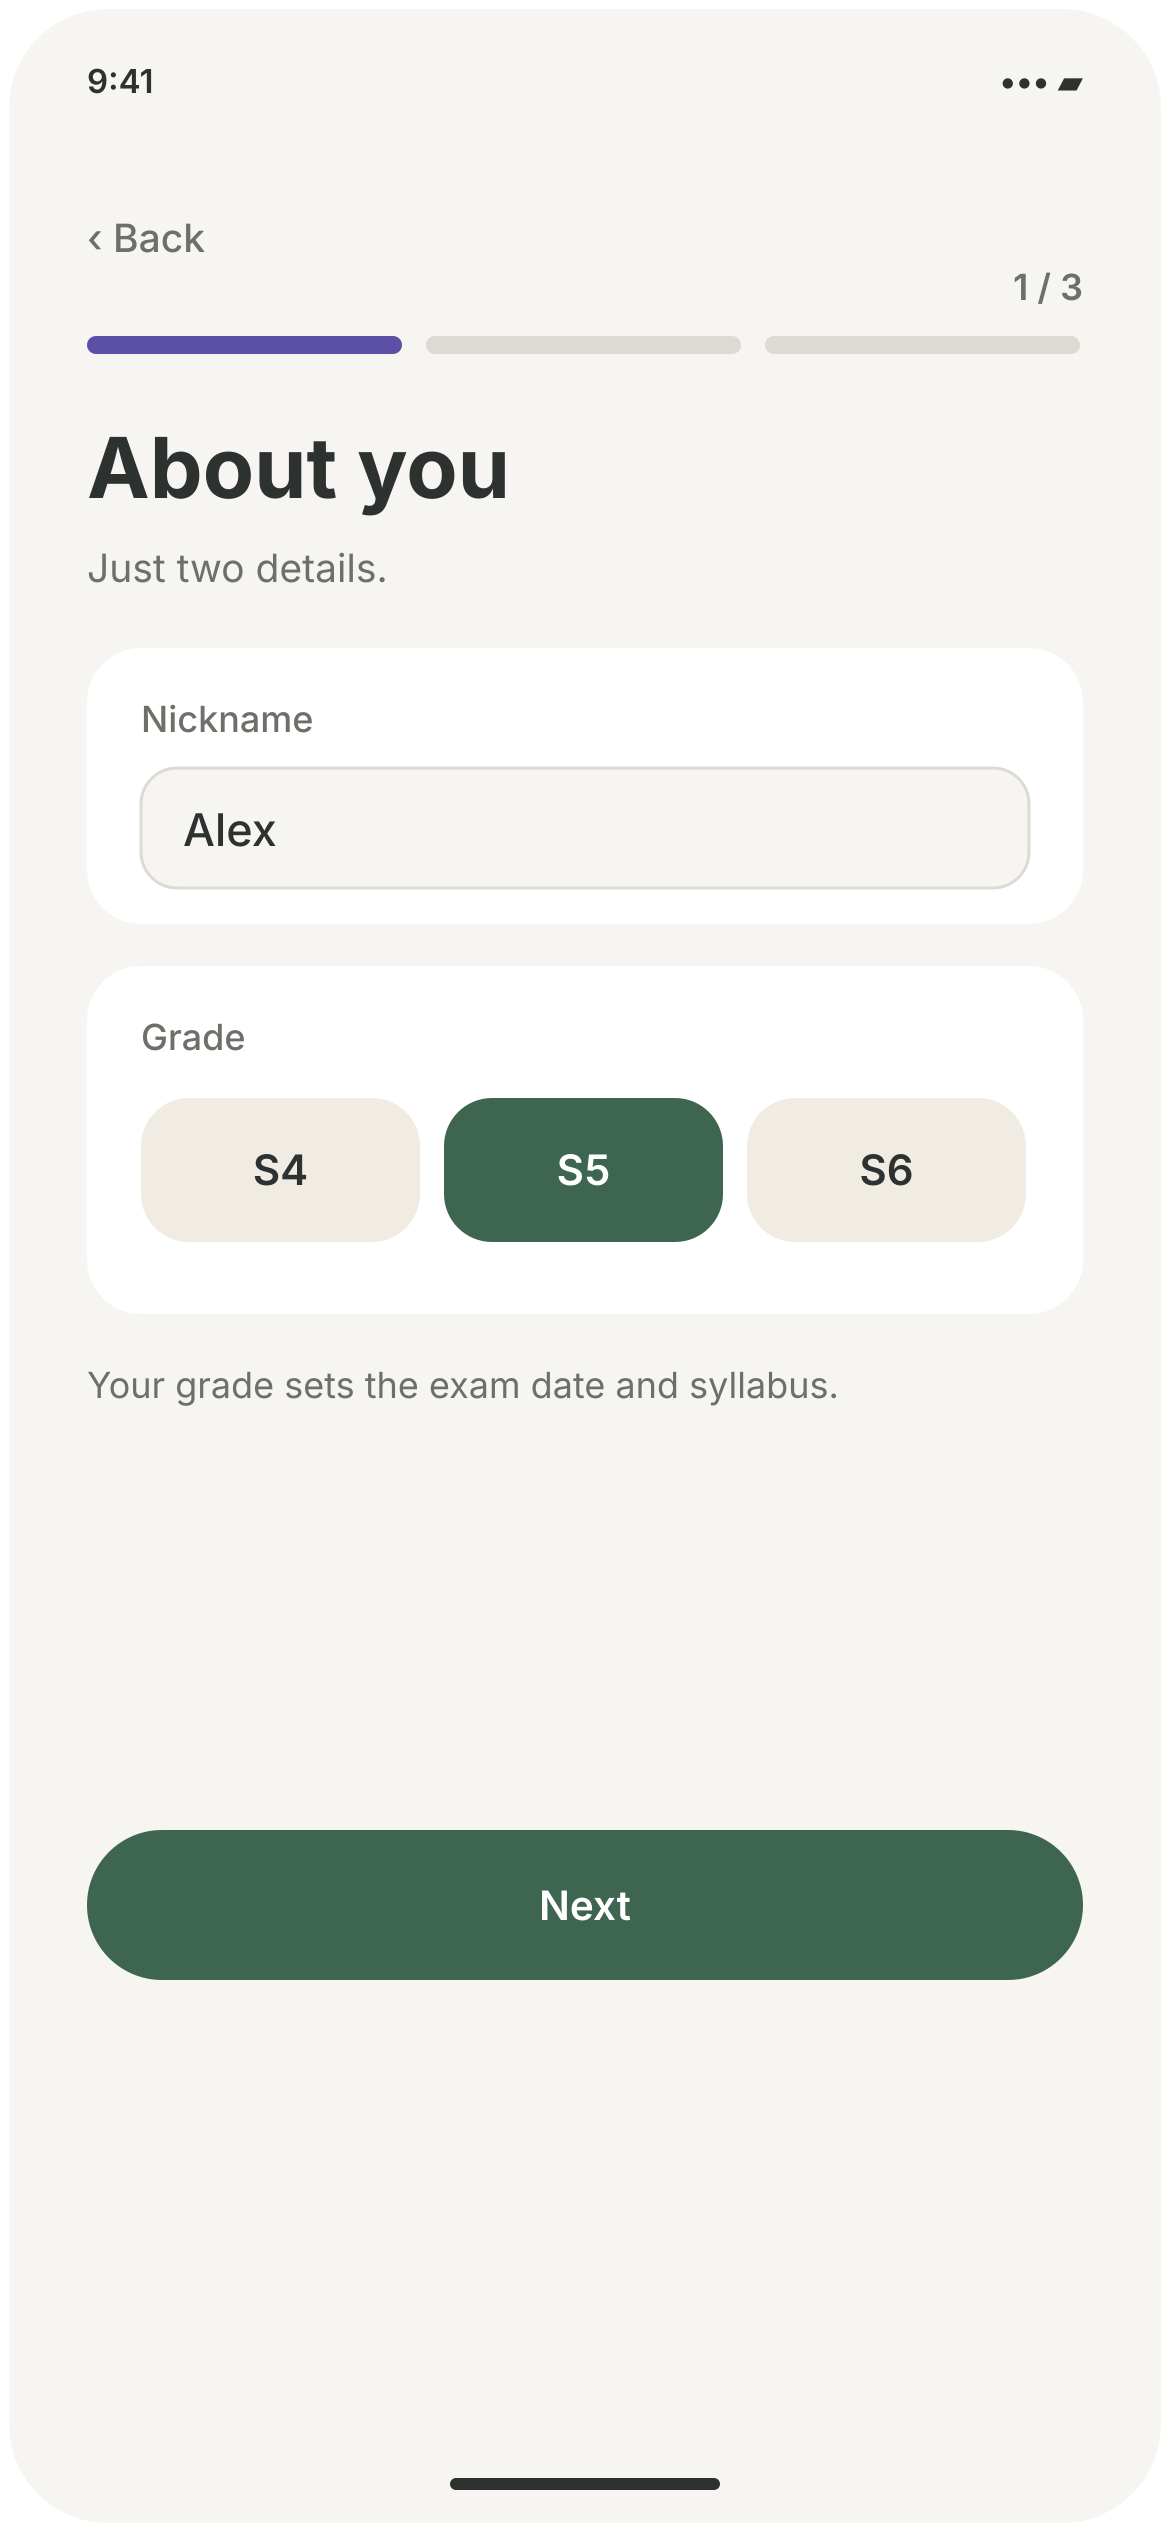 9:41
‹ Back
1 / 3
About you
Just two details.
Nickname
Alex
Grade
S4
S5
S6
Your grade sets the exam date and syllabus.
Next